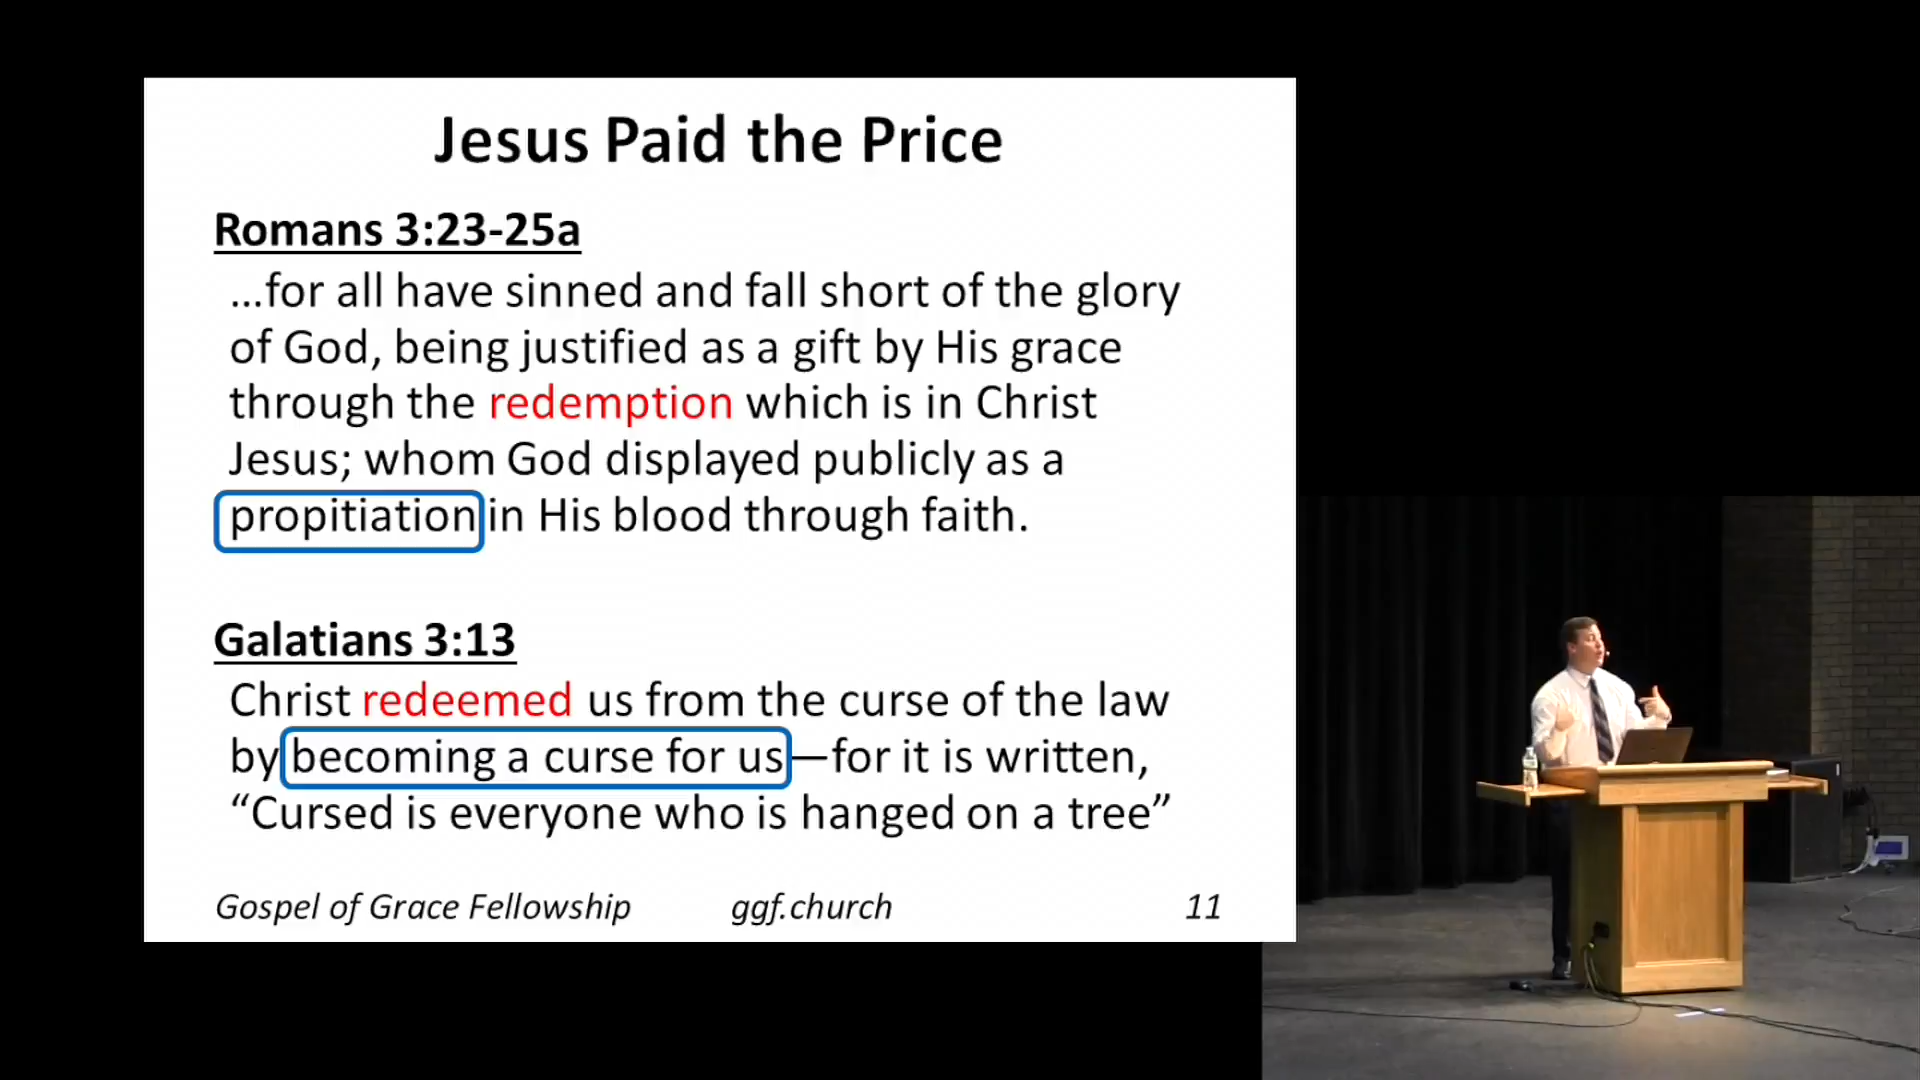 Jesus Paid the Price
Romans 3:23-25a
...for all have sinned and fall short of the glory
of God, being justified as a gift by His grace
through the redemption which is in Christ
Jesus; whom God displayed publicly as a
propitiation in His blood through faith.
Galatians 3:13
Christ redeemed us from the curse of the law
by becoming a curse for us—for it is written,
“Cursed is everyone who is hanged on a tree”
Gospel of Grace Fellowship ggf.church 11